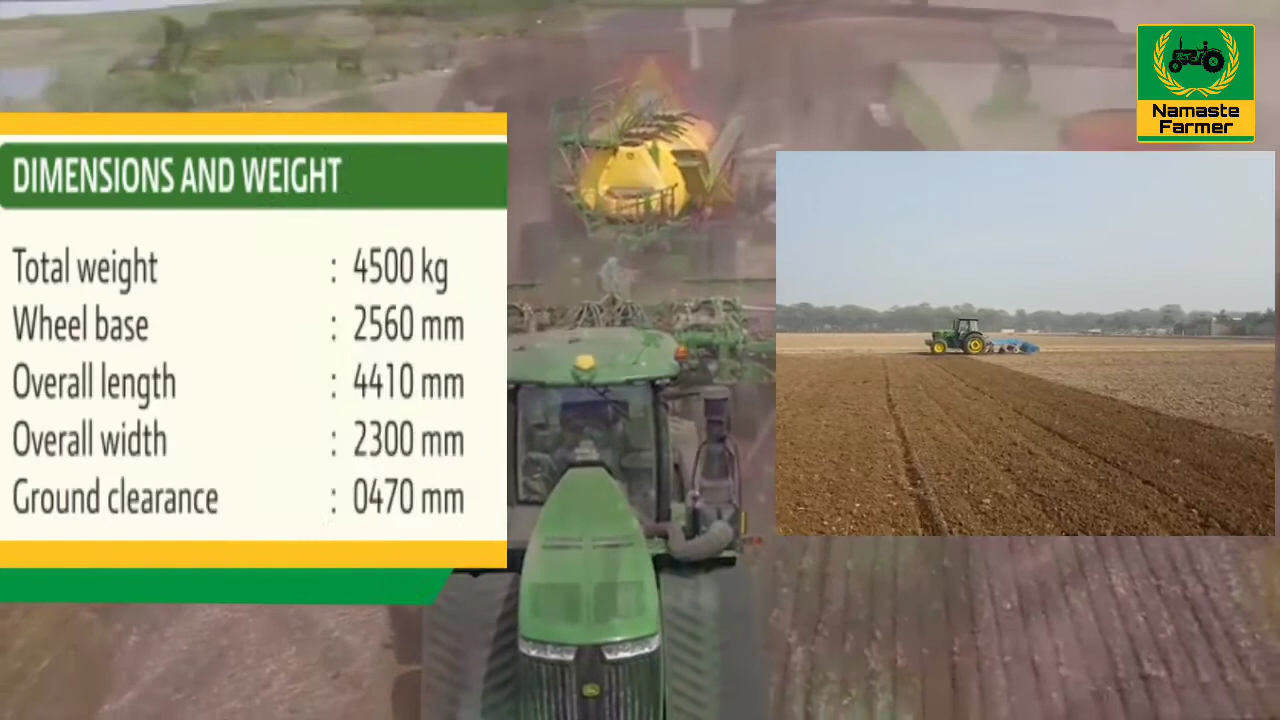 Namaste
Farmer
DIMENSIONS AND WEIGHT
Total weight : 4500 kg
Wheel base : 2560 mm
Overall length : 4410 mm
Overall width : 2300 mm
Ground clearance : 0470 mm